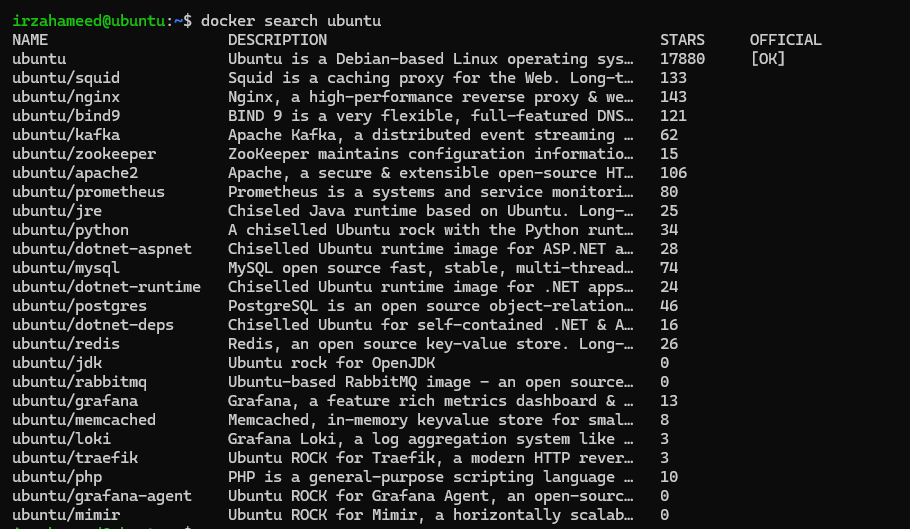 irzahameed@ubuntu:~$ docker search ubuntu
NAME DESCRIPTION STARS OFFICIAL
ubuntu Ubuntu is a Debian-based Linux operating sys… 17880 [OK]
ubuntu/squid Squid is a caching proxy for the Web. Long-t… 133
ubuntu/nginx Nginx, a high-performance reverse proxy & we… 143
ubuntu/bind9 BIND 9 is a very flexible, full-featured DNS… 121
ubuntu/kafka Apache Kafka, a distributed event streaming … 62
ubuntu/zookeeper ZooKeeper maintains configuration informatio… 15
ubuntu/apache2 Apache, a secure & extensible open-source HT… 106
ubuntu/prometheus Prometheus is a systems and service monitori… 80
ubuntu/jre Chiseled Java runtime based on Ubuntu. Long-… 25
ubuntu/python A chiselled Ubuntu rock with the Python runt… 34
ubuntu/dotnet-aspnet Chiselled Ubuntu runtime image for ASP.NET a… 28
ubuntu/mysql MySQL open source fast, stable, multi-thread… 74
ubuntu/dotnet-runtime Chiselled Ubuntu runtime image for .NET apps… 24
ubuntu/postgres PostgreSQL is an open source object-relation… 46
ubuntu/dotnet-deps Chiselled Ubuntu for self-contained .NET & A… 16
ubuntu/redis Redis, an open source key-value store. Long-… 26
ubuntu/jdk Ubuntu rock for OpenJDK 0
ubuntu/rabbitmq Ubuntu-based RabbitMQ image - an open source… 0
ubuntu/grafana Grafana, a feature rich metrics dashboard & … 13
ubuntu/memcached Memcached, in-memory keyvalue store for smal… 8
ubuntu/loki Grafana Loki, a log aggregation system like … 3
ubuntu/traefik Ubuntu ROCK for Traefik, a modern HTTP rever… 3
ubuntu/php PHP is a general-purpose scripting language … 10
ubuntu/grafana-agent Ubuntu ROCK for Grafana Agent, an open-sourc… 0
ubuntu/mimir Ubuntu ROCK for Mimir, a horizontally scalab… 0